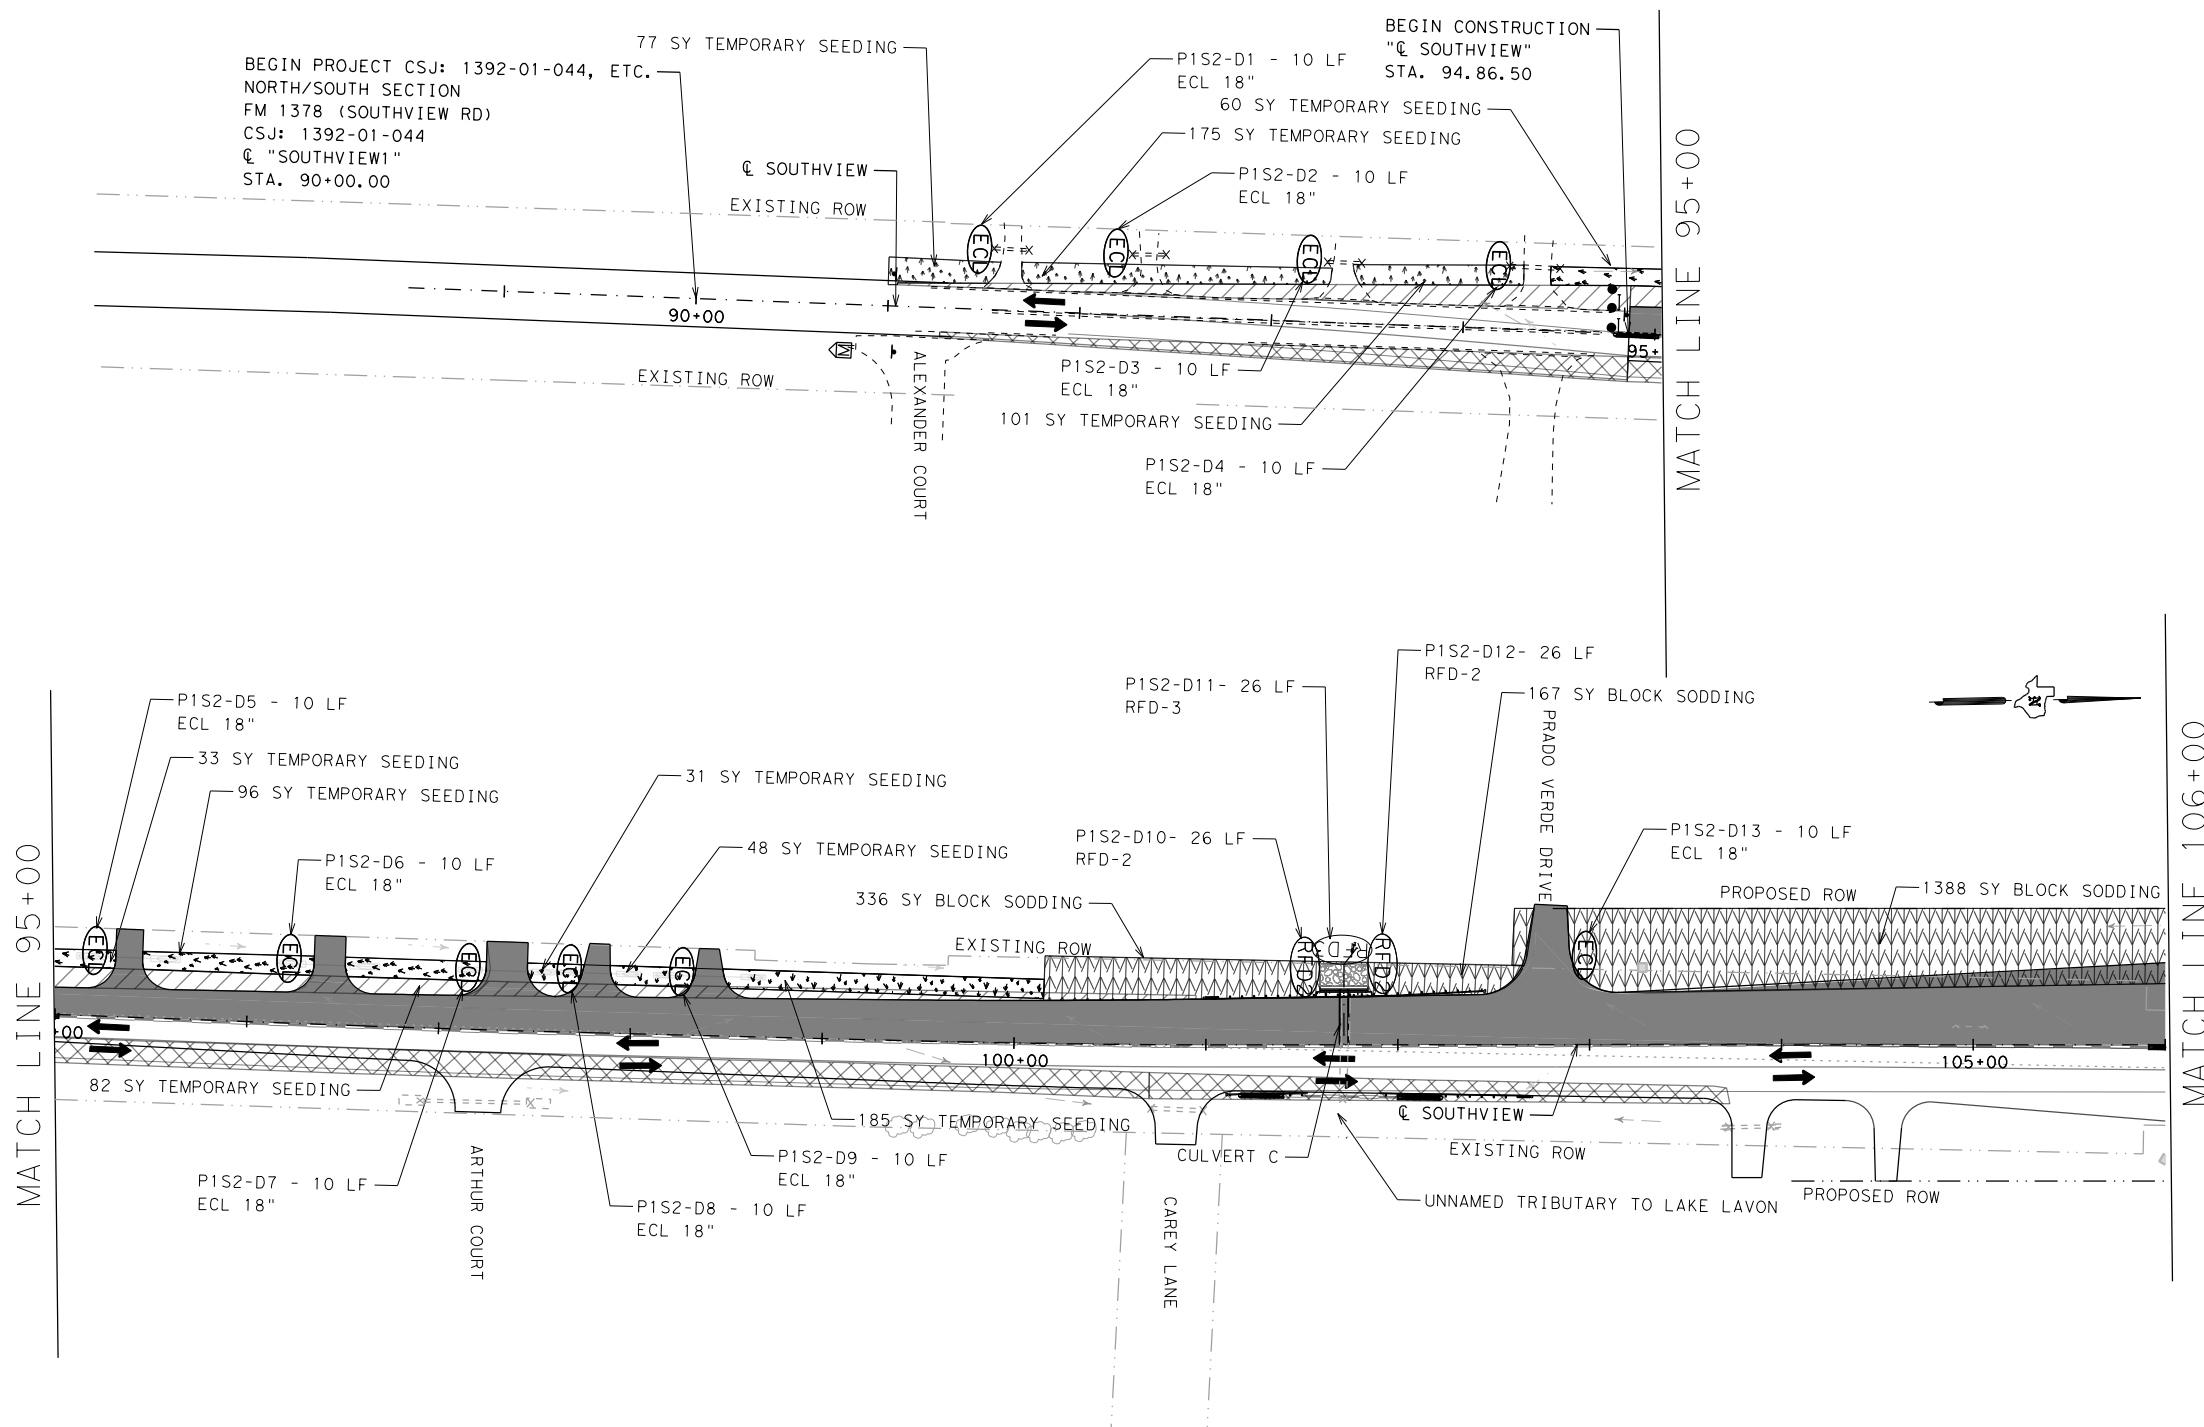 BEGIN PROJECT CSJ: 1392-01-044, ETC.
NORTH/SOUTH SECTION
FM 1378 (SOUTHVIEW RD)
CSJ: 1392-01-044
℄ "SOUTHVIEW1"
STA. 90+00.00
77 SY TEMPORARY SEEDING
℄ SOUTHVIEW
EXISTING ROW
P1S2-D1 - 10 LF
ECL 18"
BEGIN CONSTRUCTION
"℄ SOUTHVIEW"
STA. 94.86.50
60 SY TEMPORARY SEEDING
175 SY TEMPORARY SEEDING
P1S2-D2 - 10 LF
ECL 18"
MATCH LINE 95+00
ECL
ECL
ECL
ECL
90+00
95+
M
EXISTING ROW
ALEXANDER COURT
P1S2-D3 - 10 LF
ECL 18"
101 SY TEMPORARY SEEDING
P1S2-D4 - 10 LF
ECL 18"
MATCH LINE 95+00
P1S2-D5 - 10 LF
ECL 18"
33 SY TEMPORARY SEEDING
96 SY TEMPORARY SEEDING
P1S2-D6 - 10 LF
ECL 18"
31 SY TEMPORARY SEEDING
48 SY TEMPORARY SEEDING
336 SY BLOCK SODDING
EXISTING ROW
P1S2-D10- 26 LF
RFD-2
P1S2-D11- 26 LF
RFD-3
P1S2-D12- 26 LF
RFD-2
167 SY BLOCK SODDING
PRADO VERDE DRIVE
P1S2-D13 - 10 LF
ECL 18"
PROPOSED ROW
1388 SY BLOCK SODDING
N
MATCH LINE 106+00
ECL
ECL
ECL
ECL
ECL
RFD-2
RFD-3
RFD-2
ECL
+00
100+00
105+00
82 SY TEMPORARY SEEDING
185 SY TEMPORARY SEEDING
℄ SOUTHVIEW
P1S2-D7 - 10 LF
ECL 18"
ARTHUR COURT
P1S2-D8 - 10 LF
ECL 18"
P1S2-D9 - 10 LF
ECL 18"
CULVERT C
CAREY LANE
EXISTING ROW
UNNAMED TRIBUTARY TO LAKE LAVON
PROPOSED ROW